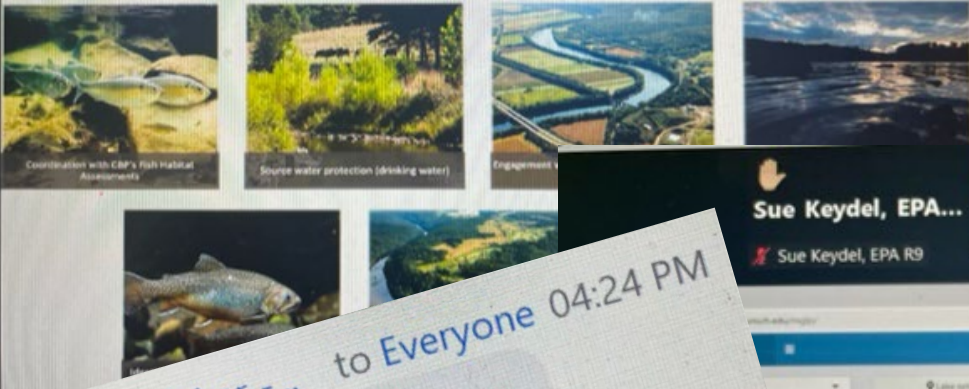 Coordination with CBP's Fish Habitat
Assessments
Source water protection (drinking water)
Engagement
Sue Keydel, EPA...
Sue Keydel, EPA R9
to Everyone 04:24 PM